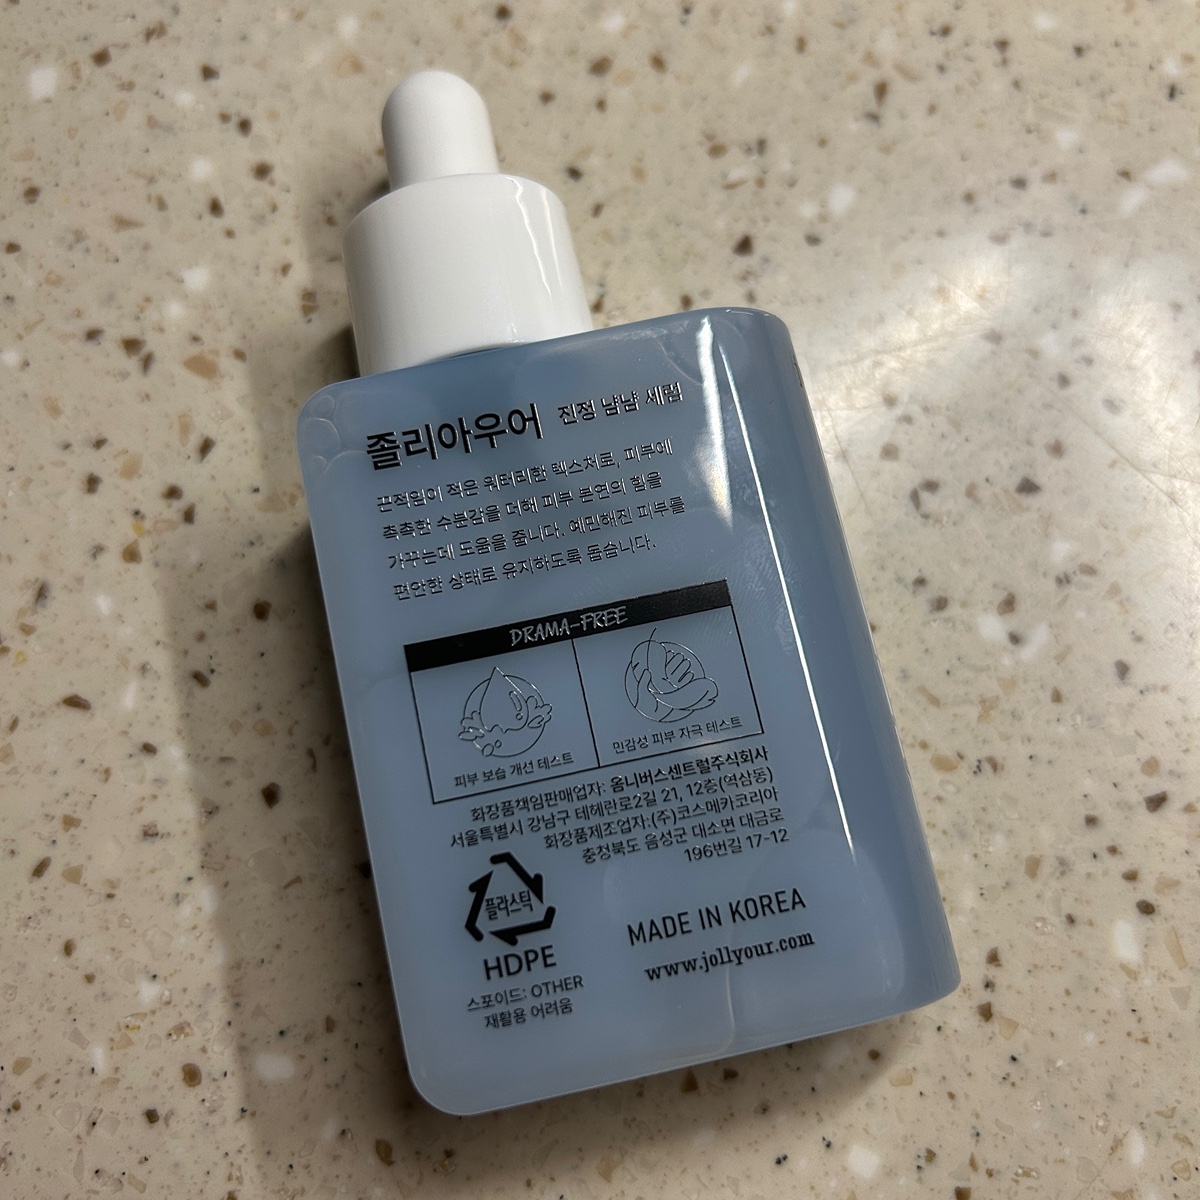 졸리아우어 진정 냠냠 세럼
끈적임이 적은 워터리한 텍스처로, 피부에
촉촉한 수분감을 더해 피부 본연의 힘을
가꾸는데 도움을 줍니다. 예민해진 피부를
편안한 상태로 유지하도록 돕습니다.
DRAMA-FREE
피부 보습 개선 테스트
민감성 피부 자극 테스트
화장품책임판매업자: 옴니버스센트럴주식회사
서울특별시 강남구 테헤란로2길 21, 12층(역삼동)
화장품제조업자:(주)코스메카코리아
충청북도 음성군 대소면 대금로
196번길 17-12
플라스틱
HDPE
스포이드: OTHER
재활용 어려움
MADE IN KOREA
www.jollyour.com